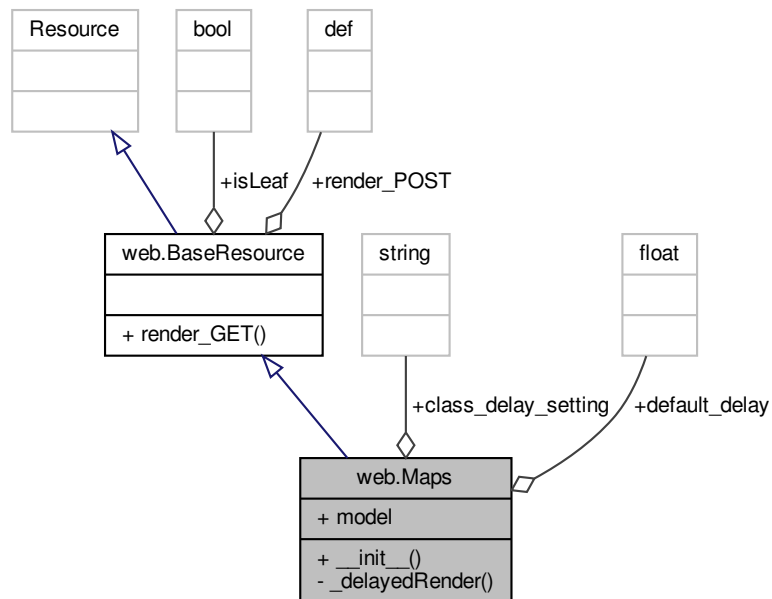 Resource
bool
def
+isLeaf
+render_POST
web.BaseResource
string
float
+ render_GET()
+class_delay_setting
+default_delay
web.Maps
+ model
+ __init__()
- _delayedRender()